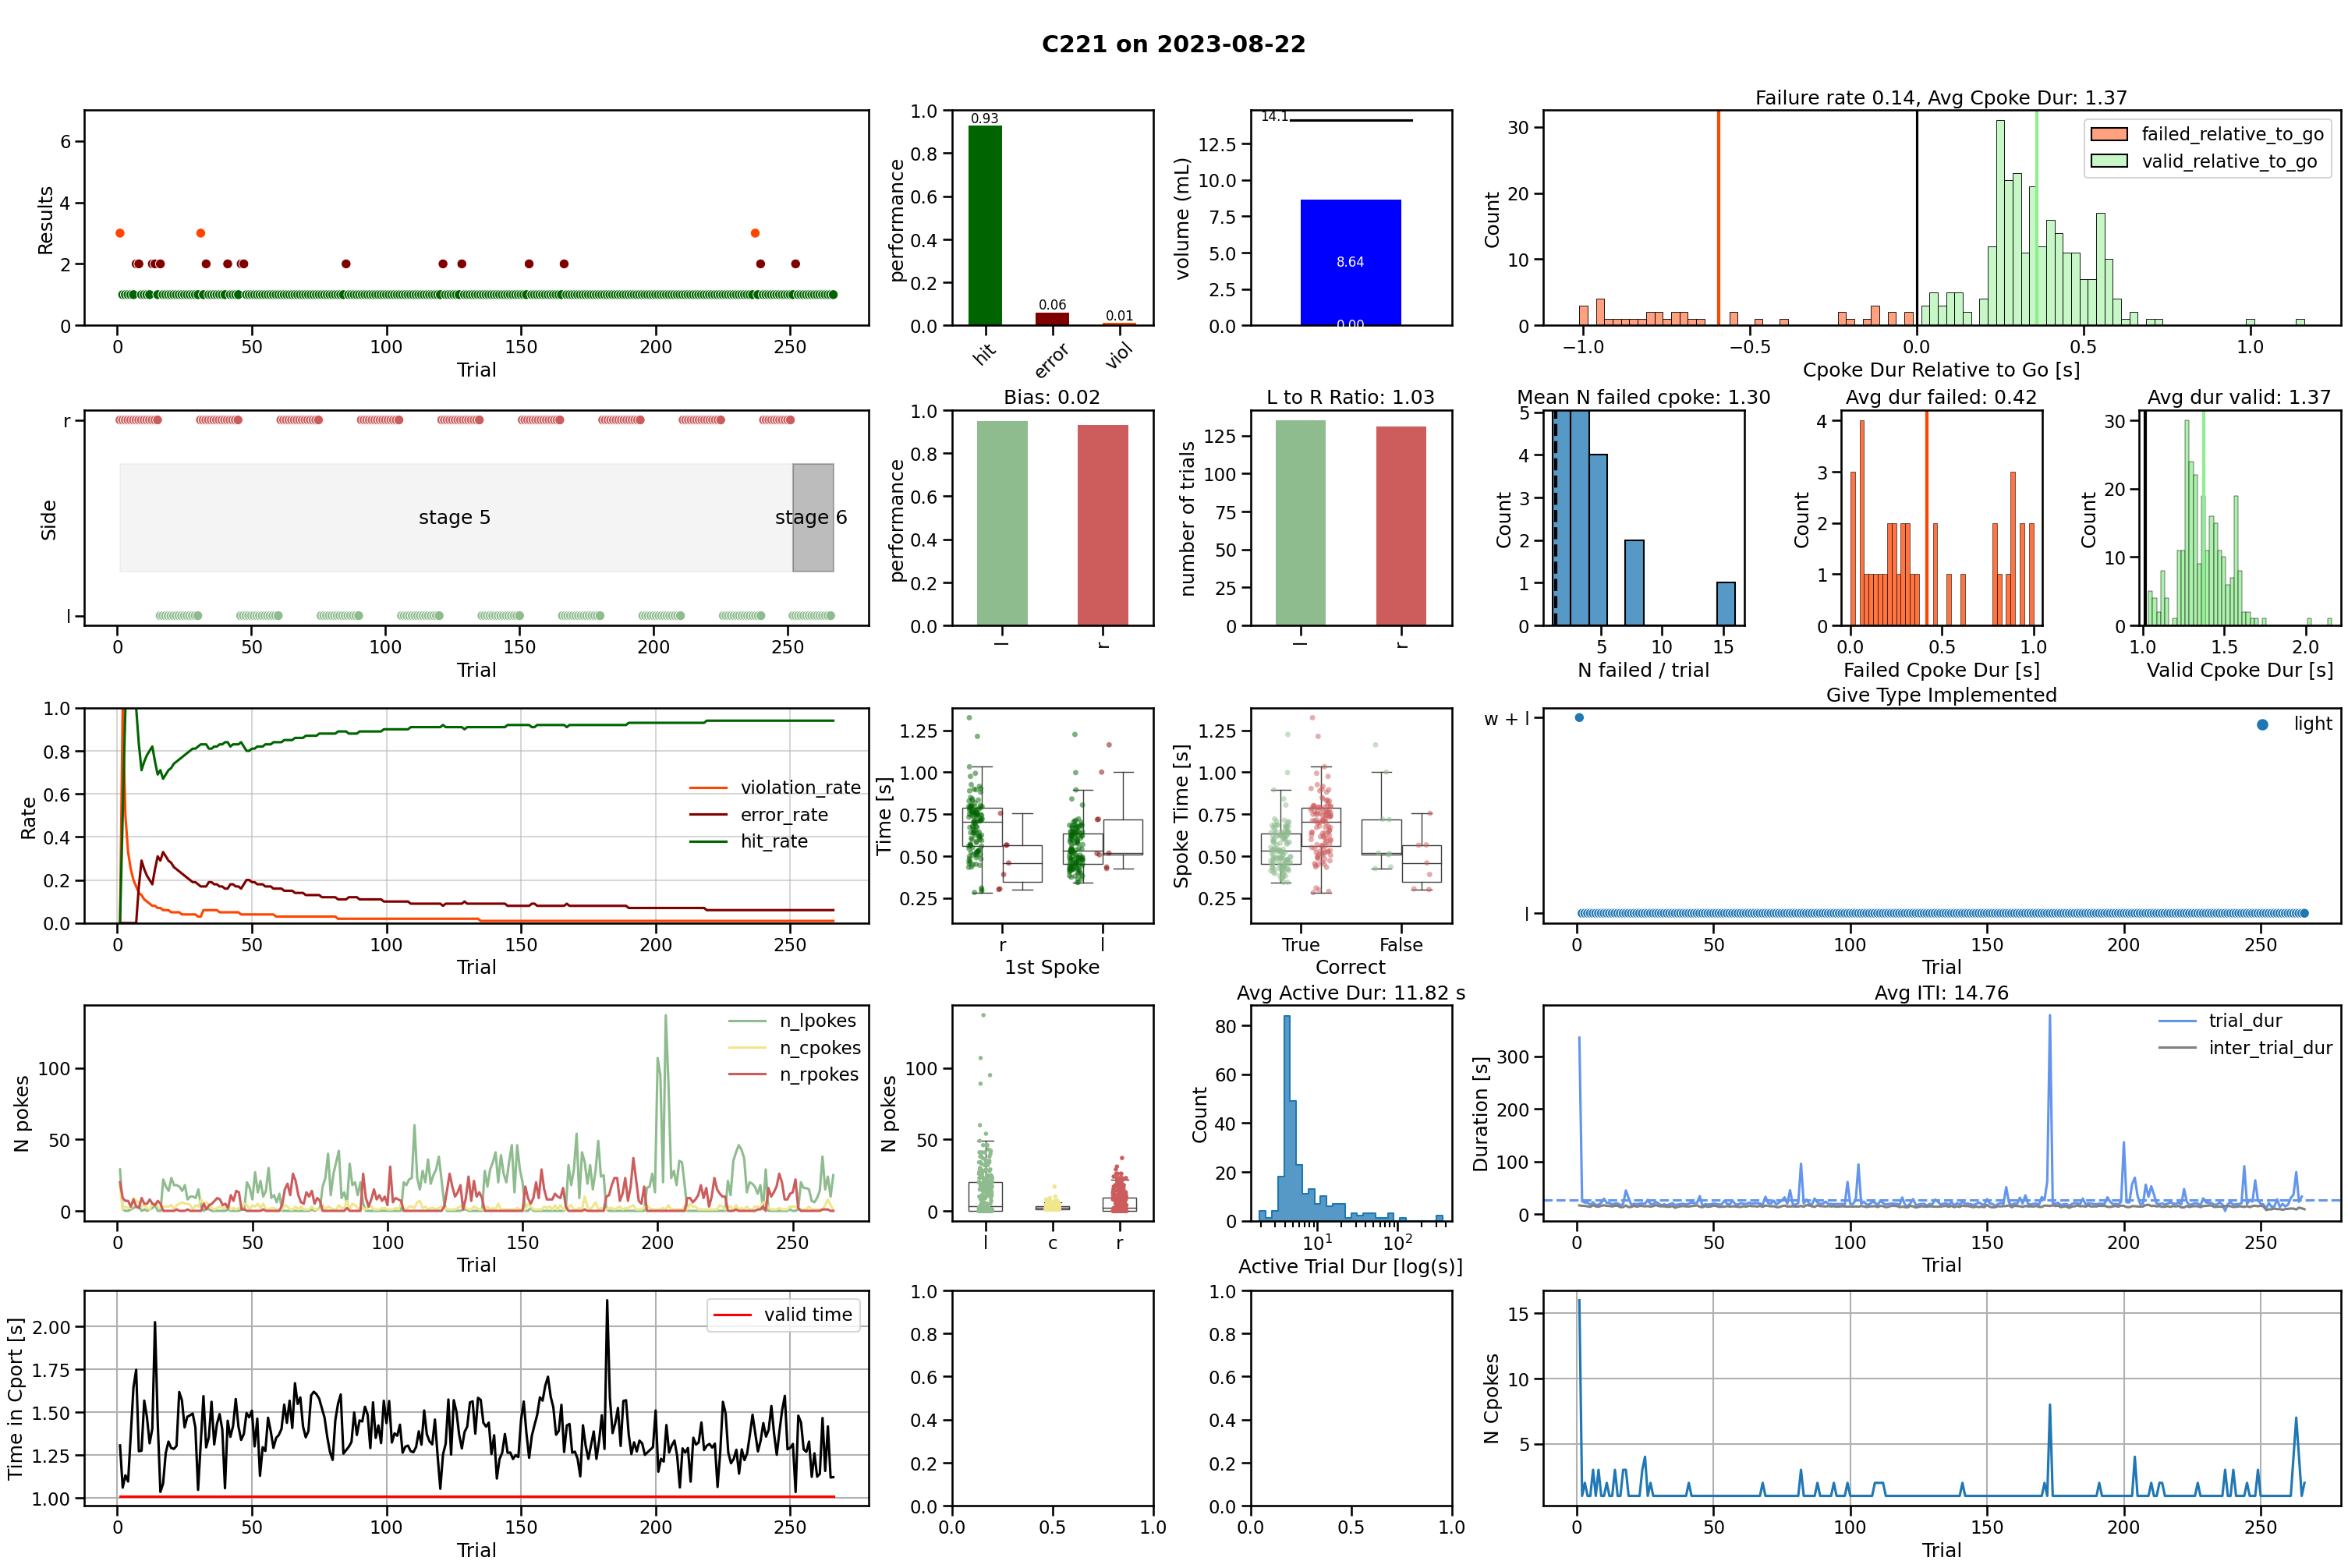 C221 on 2023-08-22
Results
0
2
4
6
0
50
100
150
200
250
Trial
performance
0.0
0.2
0.4
0.6
0.8
1.0
0.93
0.06
0.01
hit
error
viol
volume (mL)
0.0
2.5
5.0
7.5
10.0
12.5
14.1
8.64
0.00
Failure rate 0.14, Avg Cpoke Dur: 1.37
Count
0
10
20
30
failed_relative_to_go
valid_relative_to_go
−1.0
−0.5
0.0
0.5
1.0
Cpoke Dur Relative to Go [s]
Side
r
l
stage 5
stage 6
0
50
100
150
200
250
Trial
Bias: 0.02
performance
0.0
0.2
0.4
0.6
0.8
1.0
l
r
L to R Ratio: 1.03
number of trials
0
25
50
75
100
125
l
r
Mean N failed cpoke: 1.30
Count
0
1
2
3
4
5
5
10
15
N failed / trial
Avg dur failed: 0.42
Count
0
1
2
3
4
0.0
0.5
1.0
Failed Cpoke Dur [s]
Avg dur valid: 1.37
Count
0
10
20
30
1.0
1.5
2.0
Valid Cpoke Dur [s]
Rate
0.0
0.2
0.4
0.6
0.8
1.0
violation_rate
error_rate
hit_rate
0
50
100
150
200
250
Trial
Time [s]
0.25
0.50
0.75
1.00
1.25
r
l
1st Spoke
Spoke Time [s]
0.25
0.50
0.75
1.00
1.25
True
False
Correct
Give Type Implemented
w + l
l
light
0
50
100
150
200
250
Trial
N pokes
0
50
100
n_lpokes
n_cpokes
n_rpokes
0
50
100
150
200
250
Trial
N pokes
0
50
100
l
c
r
Avg Active Dur: 11.82 s
Count
0
20
40
60
80
10¹
10²
Active Trial Dur [log(s)]
Avg ITI: 14.76
Duration [s]
0
100
200
300
trial_dur
inter_trial_dur
0
50
100
150
200
250
Trial
Time in Cport [s]
1.00
1.25
1.50
1.75
2.00
valid time
0
50
100
150
200
250
Trial
0.0
0.2
0.4
0.6
0.8
1.0
0.0
0.5
1.0
0.0
0.2
0.4
0.6
0.8
1.0
0.0
0.5
1.0
N Cpokes
5
10
15
0
50
100
150
200
250
Trial